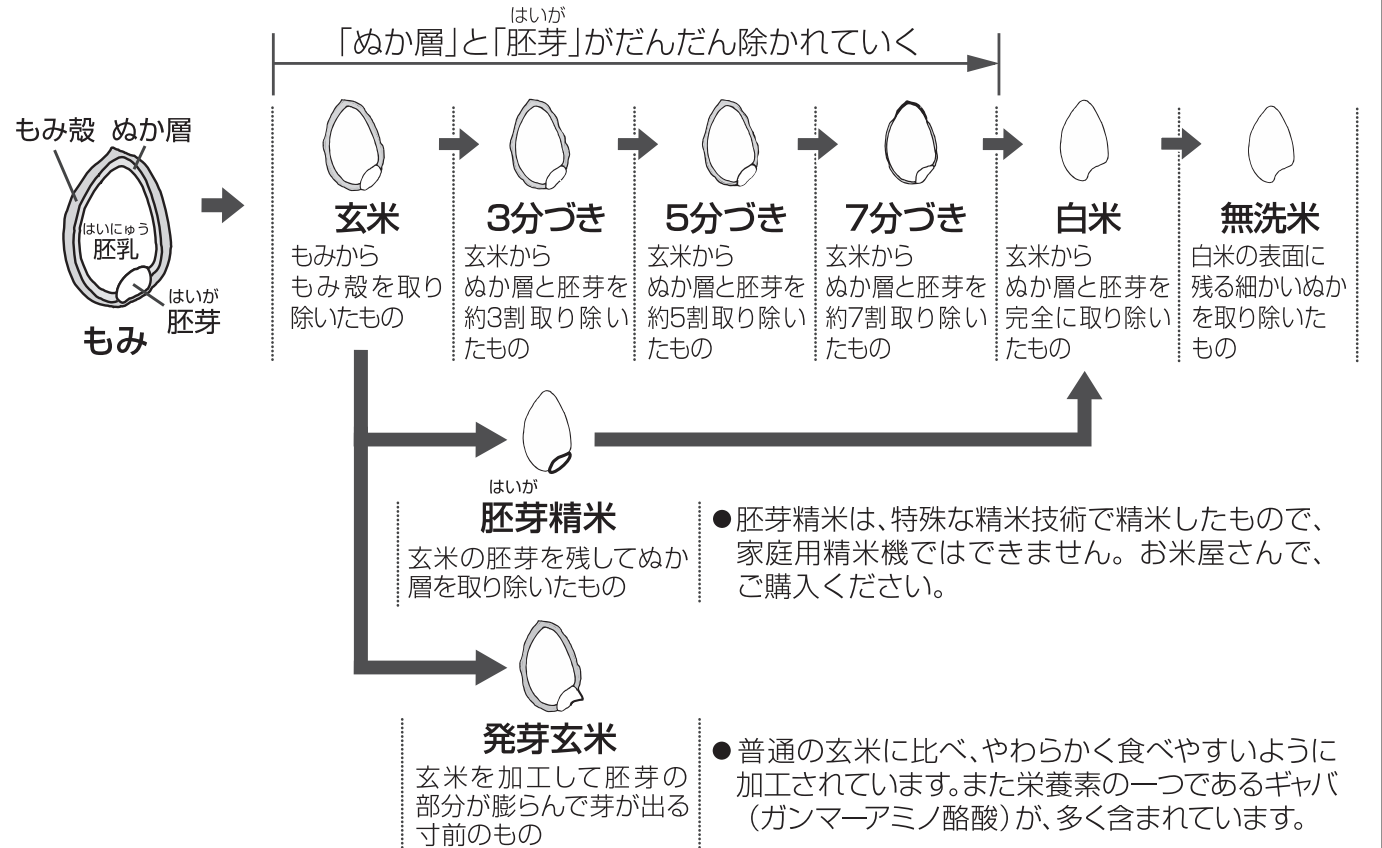 はいが
「ぬか層」と「胚芽」がだんだん除かれていく
もみ殻 ぬか層
はいにゅう
胚乳
はいが
胚芽
もみ
玄米
もみから
もみ殻を取り
除いたもの
3分づき
玄米から
ぬか層と胚芽を
約3割取り除い
たもの
5分づき
玄米から
ぬか層と胚芽を
約5割取り除い
たもの
7分づき
玄米から
ぬか層と胚芽を
約7割取り除い
たもの
白米
玄米から
ぬか層と胚芽を
完全に取り除い
たもの
無洗米
白米の表面に
残る細かいぬか
を取り除いた
もの
はいが
胚芽精米
玄米の胚芽を残してぬか
層を取り除いたもの
●胚芽精米は、特殊な精米技術で精米したもので、
家庭用精米機ではできません。お米屋さんで、
ご購入ください。
発芽玄米
玄米を加工して胚芽の
部分が膨らんで芽が出る
寸前のもの
●普通の玄米に比べ、やわらかく食べやすいように
加工されています。また栄養素の一つであるギャバ
（ガンマーアミノ酪酸）が、多く含まれています。